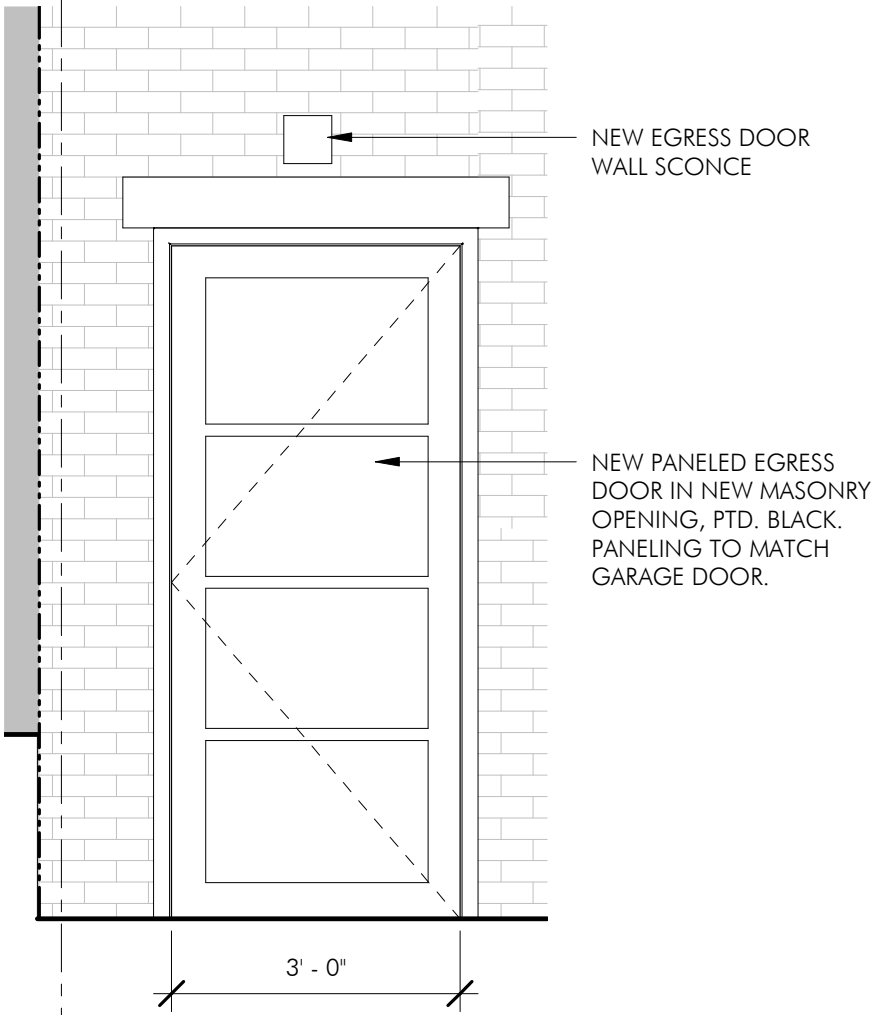 NEW EGRESS DOOR
WALL SCONCE
NEW PANELED EGRESS
DOOR IN NEW MASONRY
OPENING, PTD. BLACK.
PANELING TO MATCH
GARAGE DOOR.
3' - 0"